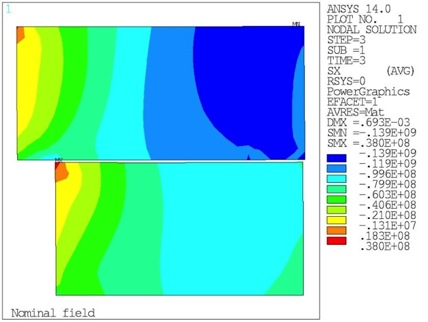 1
ANSYS 14.0
PLOT NO. 1
NODAL SOLUTION
STEP=3
SUB =1
TIME=3
SX (AVG)
RSYS=0
PowerGraphics
EFACET=1
AVRES=Mat
DMX =.693E-03
SMN =-.139E+09
SMX =.380E+08
-.139E+09
-.119E+09
-.996E+08
-.799E+08
-.603E+08
-.406E+08
-.210E+08
-.131E+07
.183E+08
.380E+08
MN
Nominal field